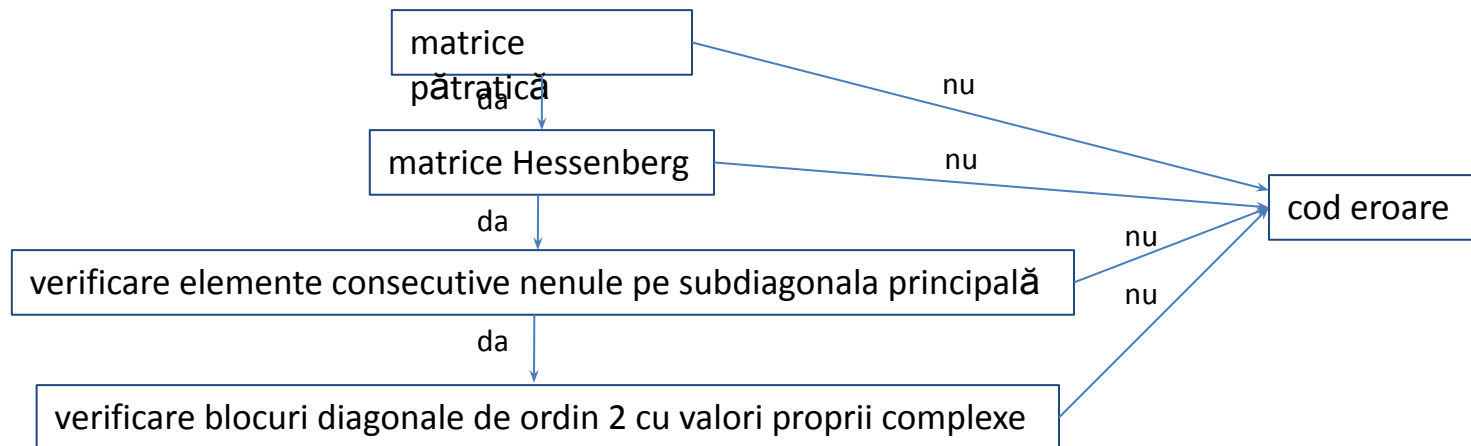 matrice
pătratică
da
nu
matrice Hessenberg
nu
cod eroare
da
nu
verificare elemente consecutive nenule pe subdiagonala principală
nu
da
verificare blocuri diagonale de ordin 2 cu valori proprii complexe